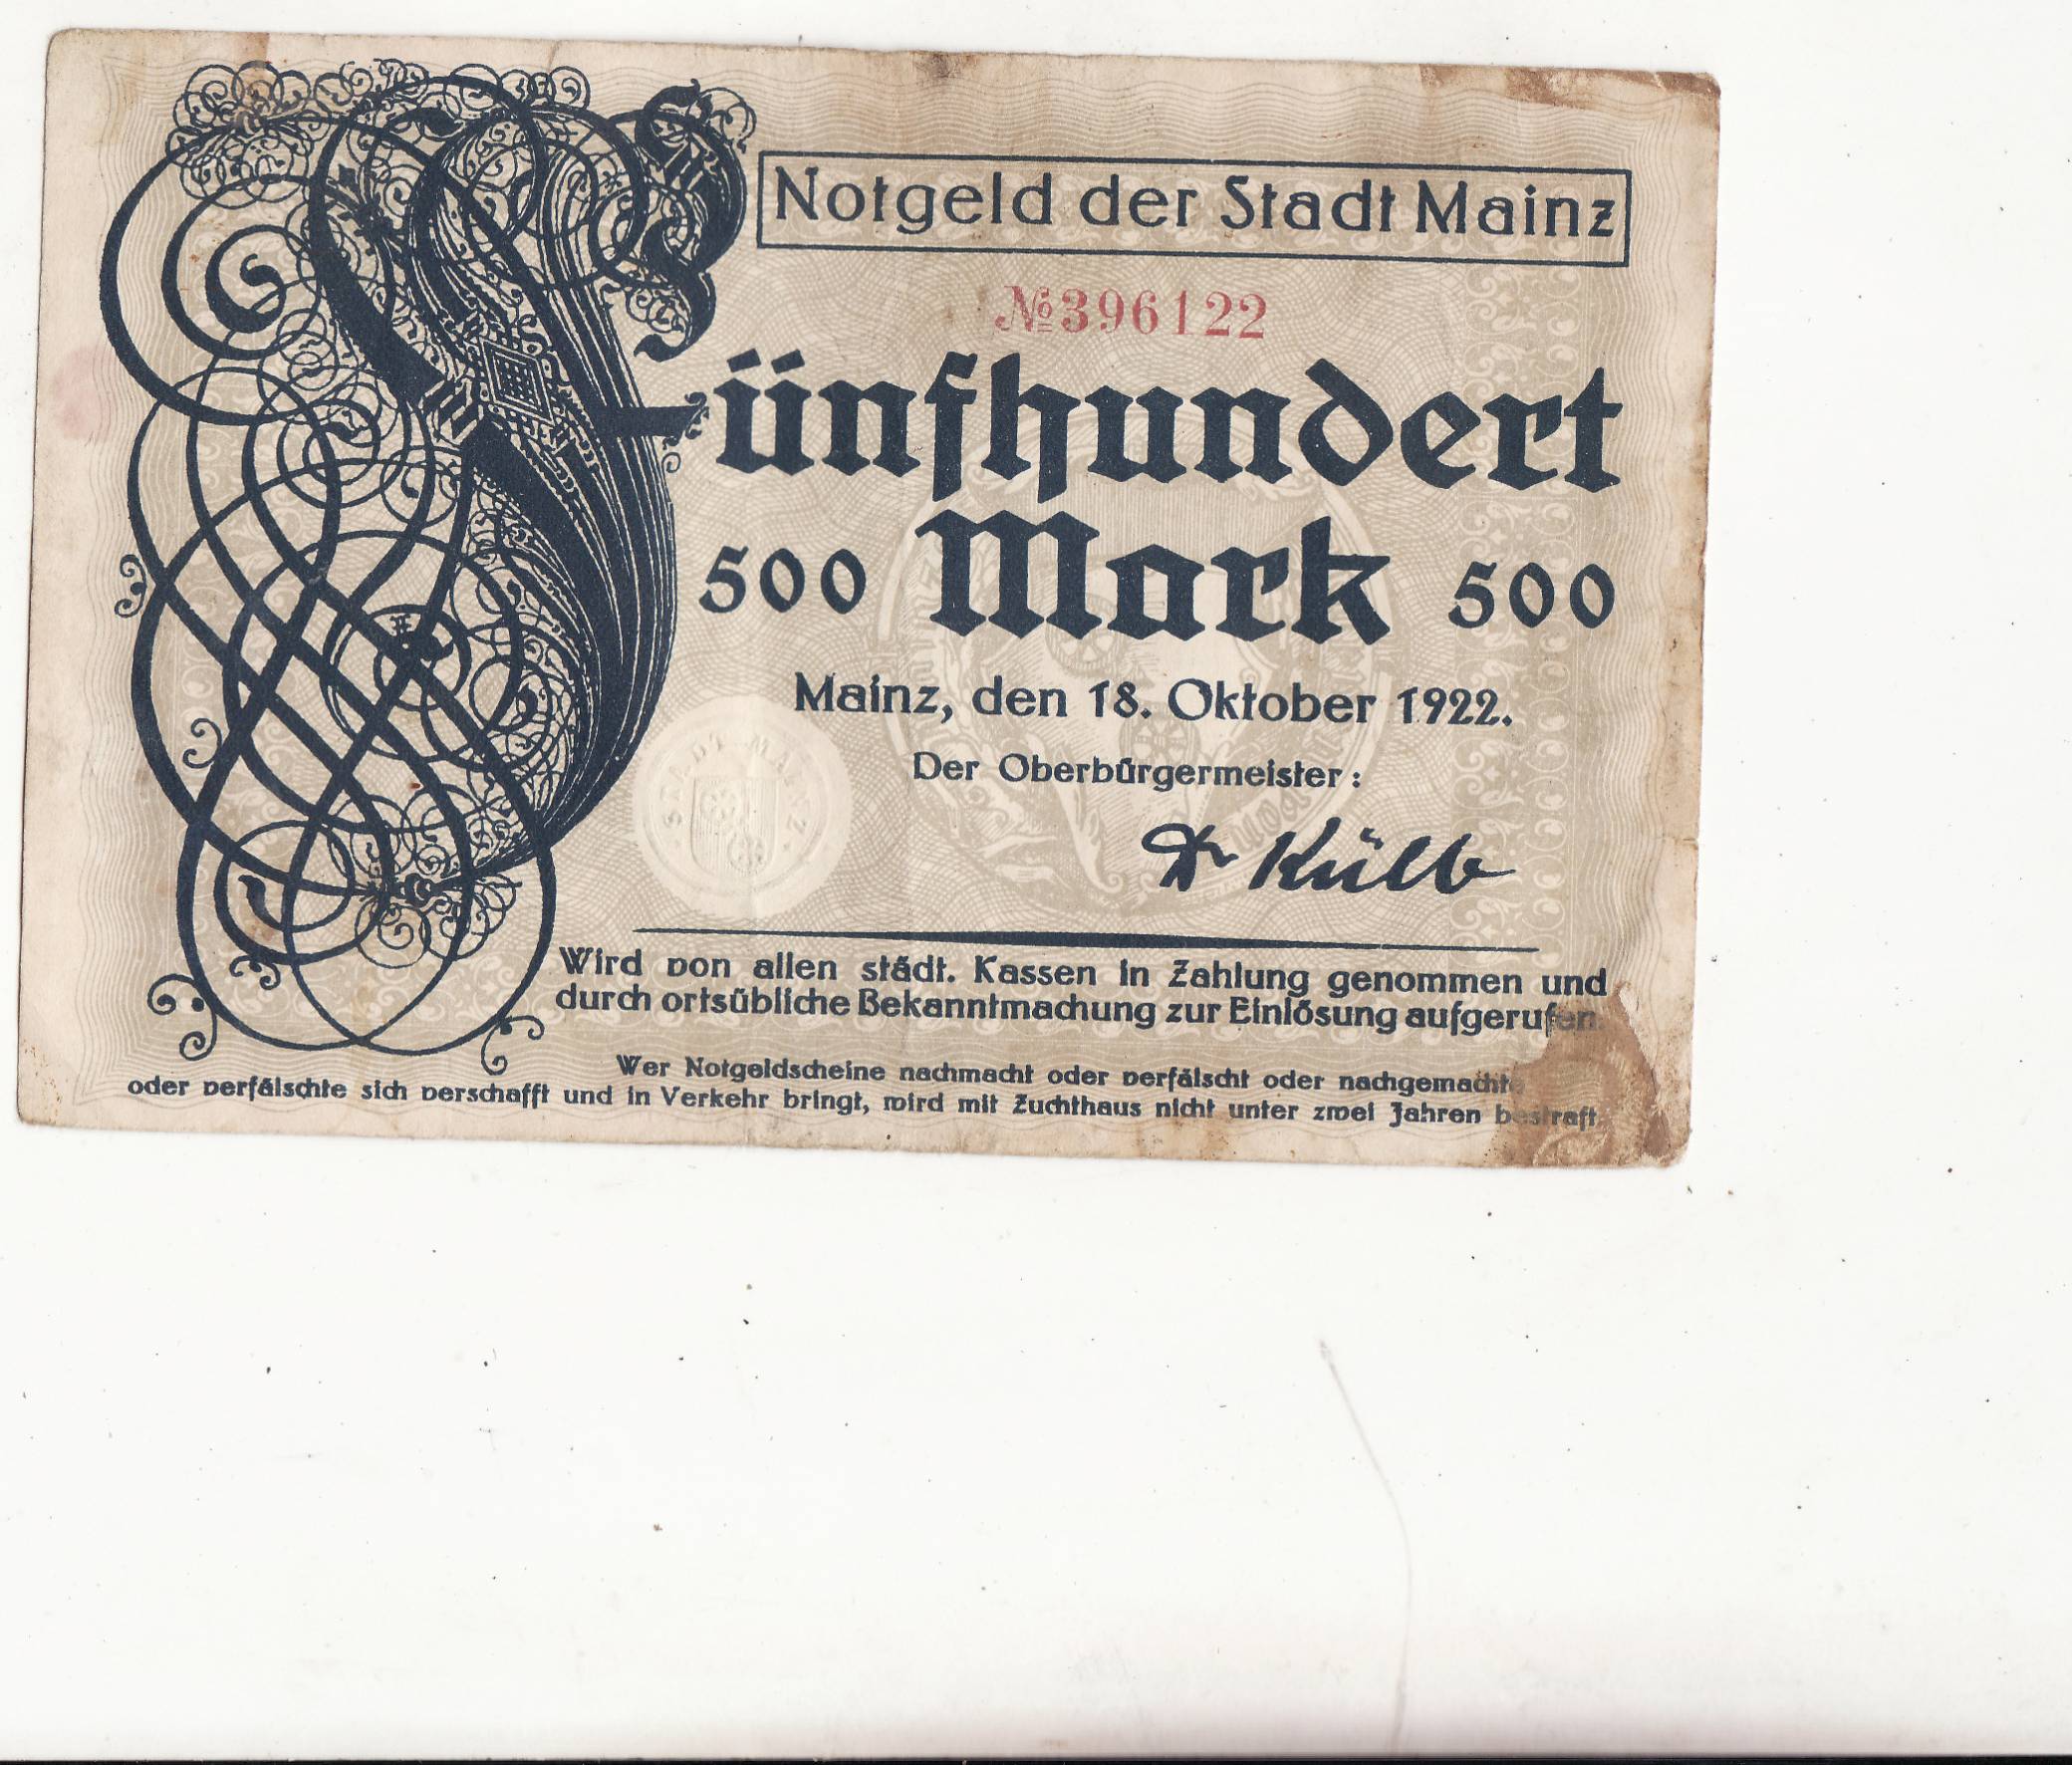 Notgeld der Stadt Mainz
№396122
Fünfhundert
500 Mark 500
Mainz, den 18. Oktober 1922.
Der Oberbürgermeister:
Dr Külb
STADT MAINZ
Wird von allen städt. Kassen in Zahlung genommen und
durch ortsübliche Bekanntmachung zur Einlösung aufgerufen.
Wer Notgeldscheine nachmacht oder verfälscht oder nachgemachte
oder verfälschte sich verschafft und in Verkehr bringt, wird mit Zuchthaus nicht unter zwei Jahren bestraft.